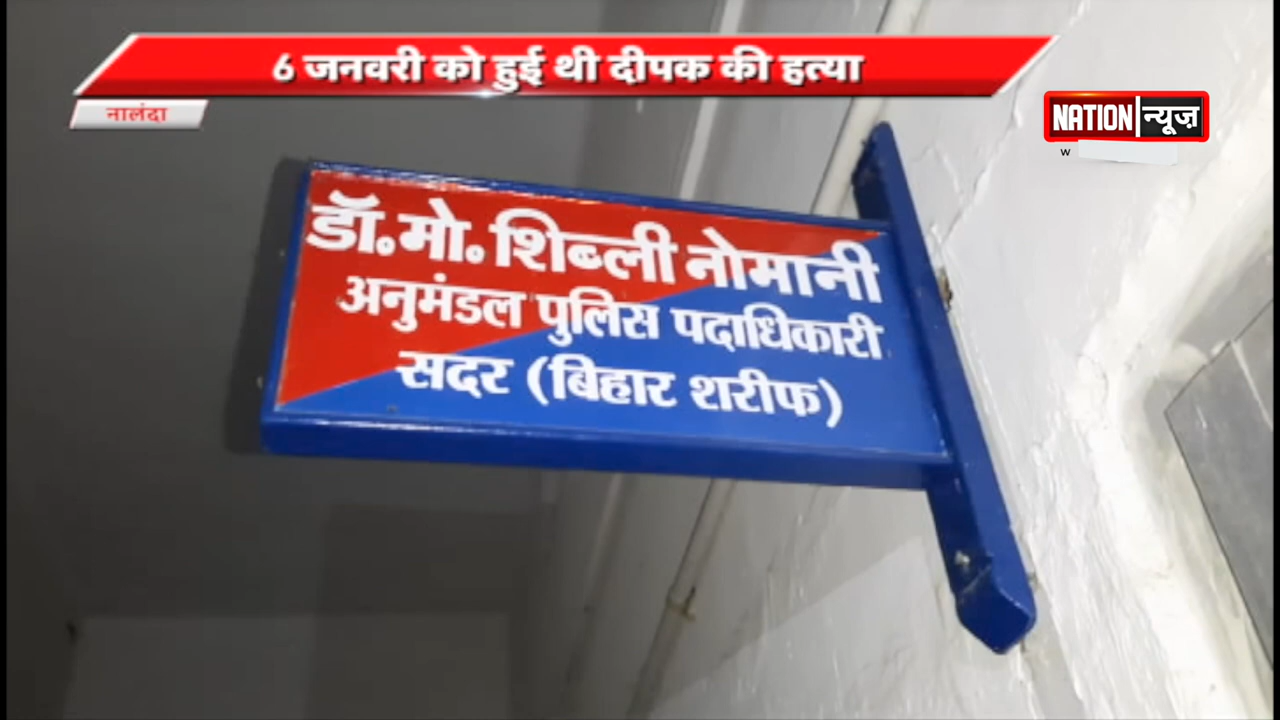 6 जनवरी को हुई थी दीपक की हत्या
नालंदा
NATION न्यूज़
W
डॉ. मो. शिब्ली नोमानी
अनुमंडल पुलिस पदाधिकारी
सदर (बिहार शरीफ)